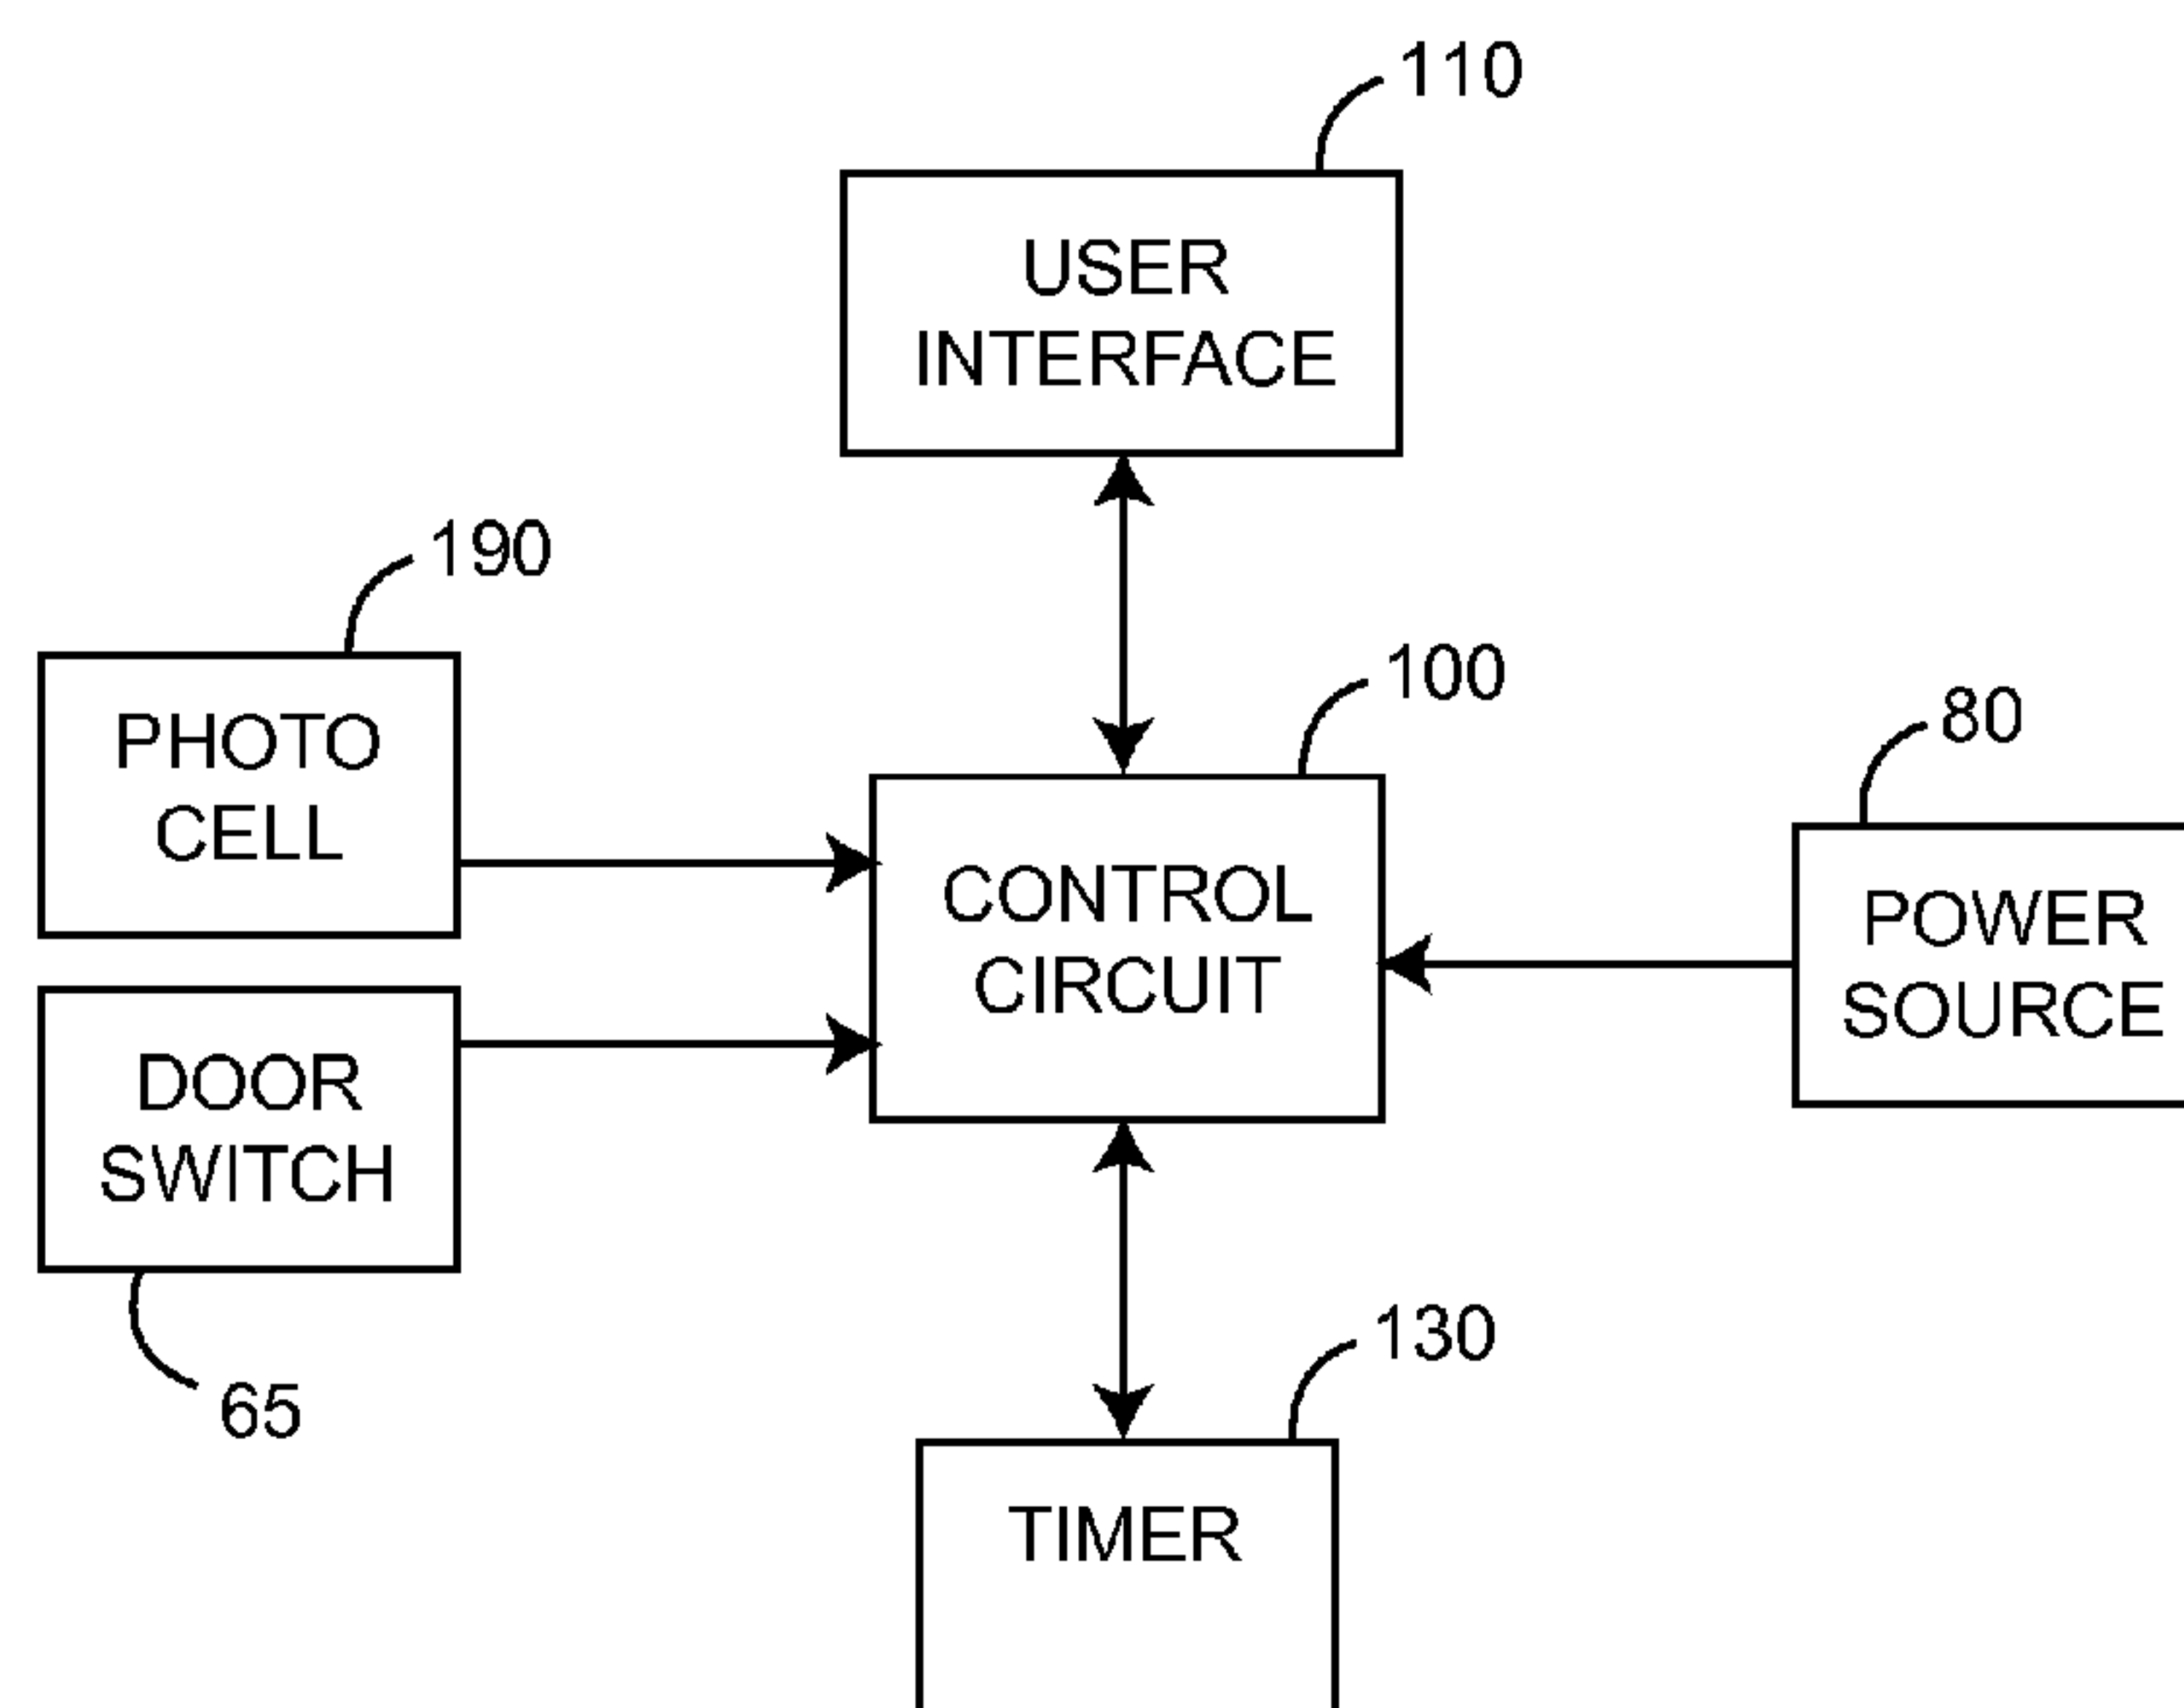 110
USER
INTERFACE
190
PHOTO
CELL
100
CONTROL
CIRCUIT
80
POWER
SOURCE
DOOR
SWITCH
65
130
TIMER